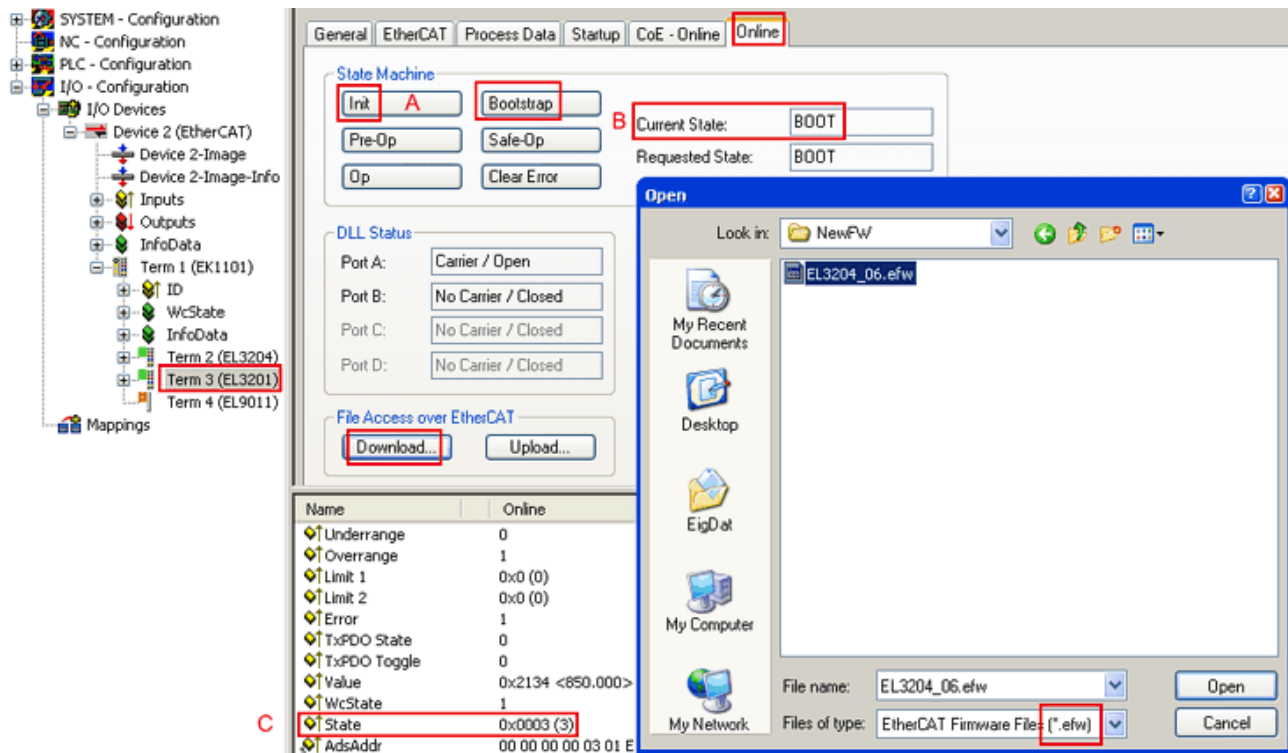 SYSTEM - Configuration
NC - Configuration
PLC - Configuration
I/O - Configuration
I/O Devices
Device 2 (EtherCAT)
Device 2-Image
Device 2-Image-Info
Inputs
Outputs
InfoData
Term 1 (EK1101)
ID
WcState
InfoData
Term 2 (EL3204)
Term 3 (EL3201)
Term 4 (EL9011)
Mappings
General EtherCAT Process Data Startup CoE - Online Online
State Machine
Init A Bootstrap
Pre-Op Safe-Op
Op Clear Error
B Current State: BOOT
Requested State: BOOT
DLL Status
Port A: Carrier / Open
Port B: No Carrier / Closed
Port C: No Carrier / Closed
Port D: No Carrier / Closed
File Access over EtherCAT
Download... Upload...
Name Online
Underrange 0
Overrange 1
Limit 1 0x0 (0)
Limit 2 0x0 (0)
Error 1
TxPDO State 0
TxPDO Toggle 0
Value 0x2134 <850.000>
WcState 1
C State 0x0003 (3)
AdsAddr 00 00 00 00 03 01 E
Open
Look in: NewFW
EL3204_06.efw
My Recent
Documents
Desktop
EigDat
My Computer
My Network
File name: EL3204_06.efw Open
Files of type: EtherCAT Firmware Files (*.efw) Cancel